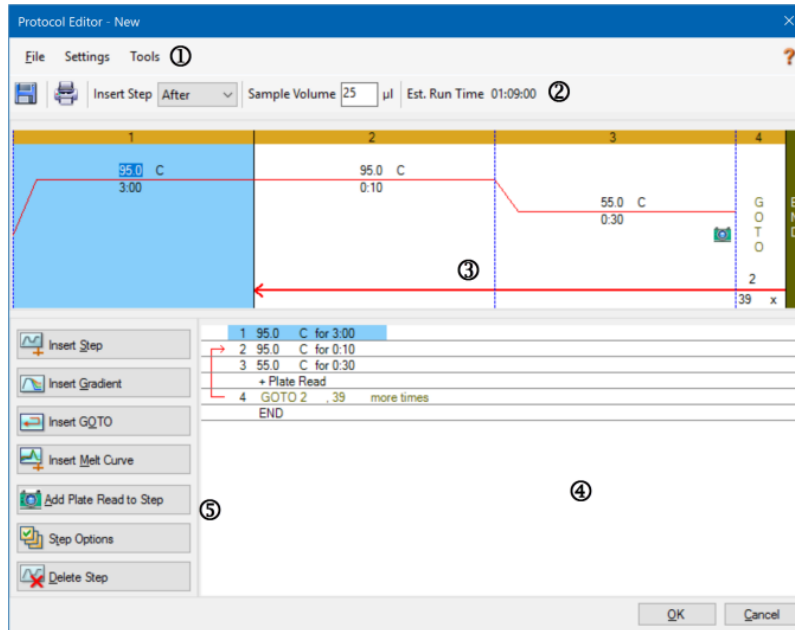 Protocol Editor - New
File Settings Tools ①
?
Insert Step After Sample Volume 25 µl Est. Run Time 01:09:00 ②
1 2 3 4
95.0 C 95.0 C
3:00 0:10
55.0 C
0:30
GOTO
2
39 x
③
Insert Step
Insert Gradient
Insert GOTO
Insert Melt Curve
Add Plate Read to Step
Step Options
Delete Step
⑤
1 95.0 C for 3:00
2 95.0 C for 0:10
3 55.0 C for 0:30
+ Plate Read
4 GOTO 2 , 39 more times
END
④
OK Cancel